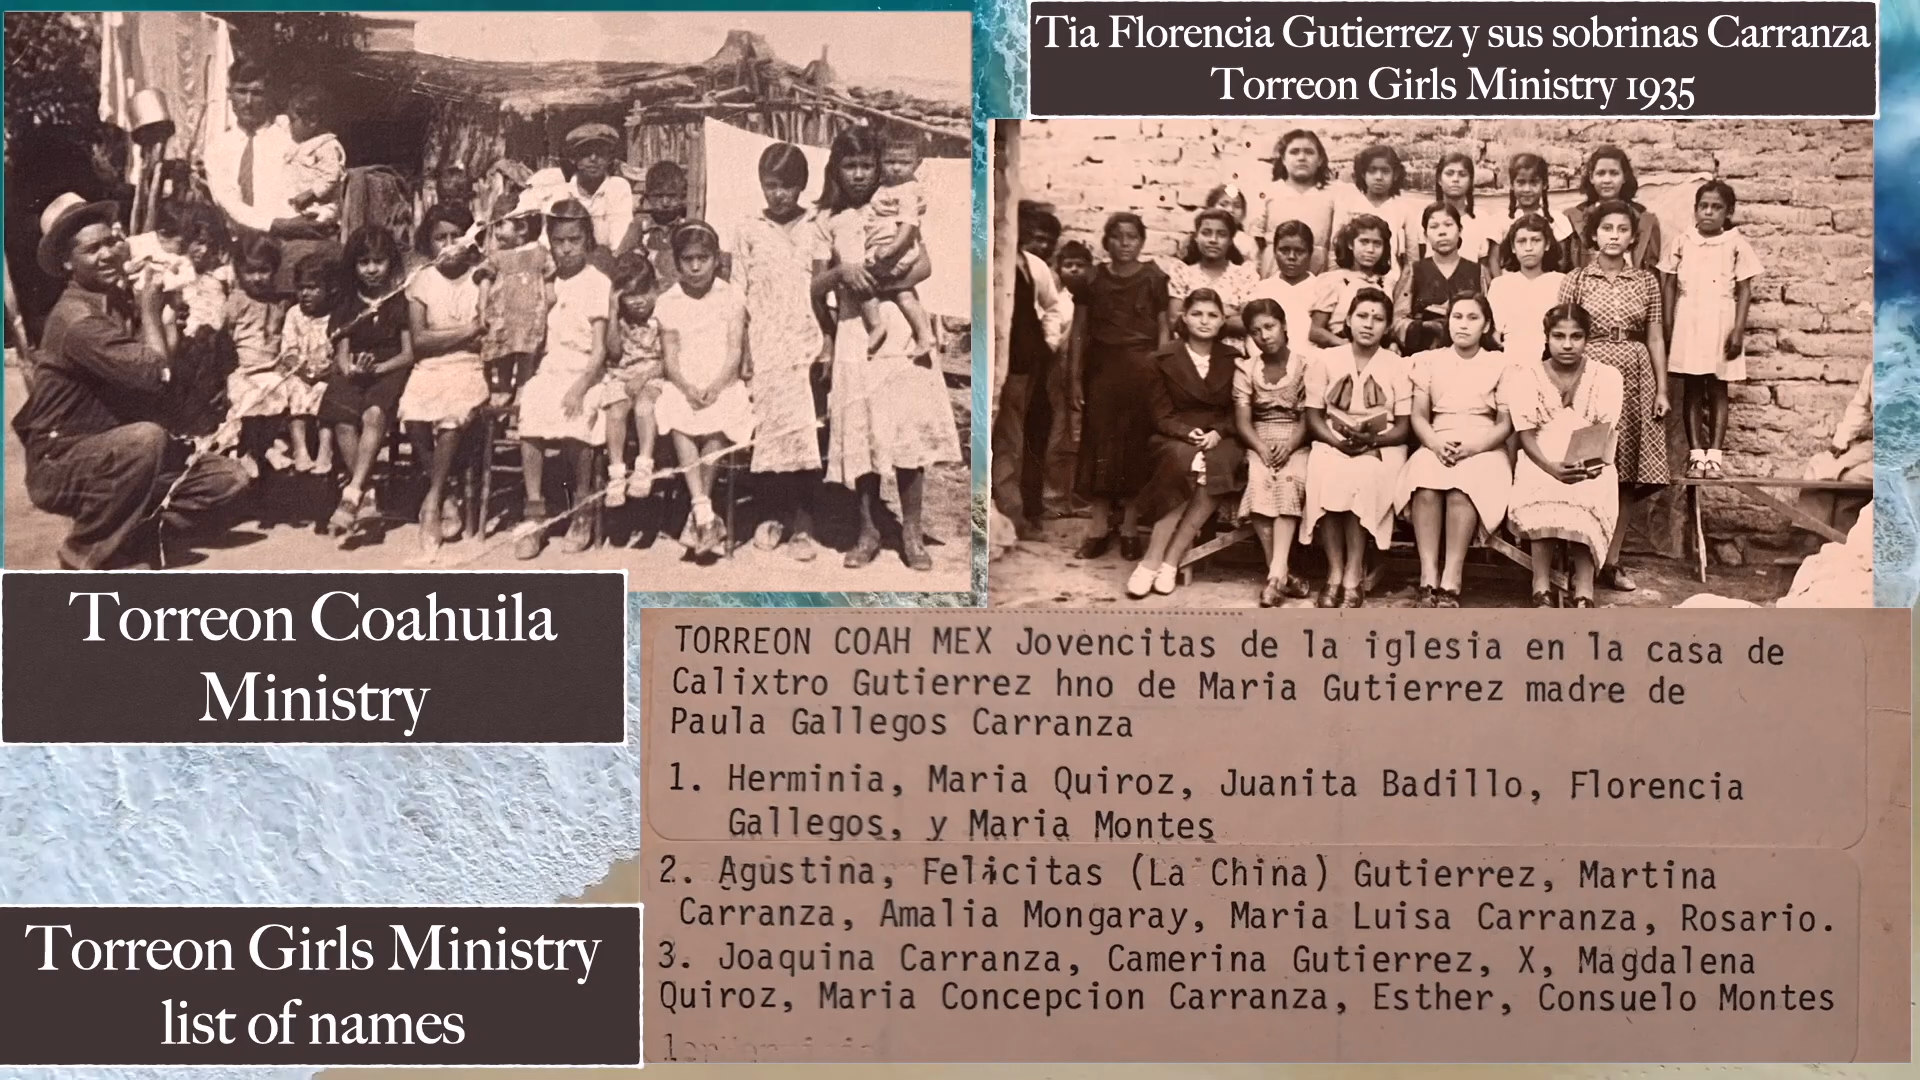 Tia Florencia Gutierrez y sus sobrinas Carranza
Torreon Girls Ministry 1935
Torreon Coahuila
Ministry
TORREON COAH MEX Jovencitas de la iglesia en la casa de
Calixtro Gutierrez hno de Maria Gutierrez madre de
Paula Gallegos Carranza
1. Herminia, Maria Quiroz, Juanita Badillo, Florencia
Gallegos, y Maria Montes
2. Agustina, Felicitas (La China) Gutierrez, Martina
Carranza, Amalia Mongaray, Maria Luisa Carranza, Rosario.
3. Joaquina Carranza, Camerina Gutierrez, X, Magdalena
Quiroz, Maria Concepcion Carranza, Esther, Consuelo Montes
Torreon Girls Ministry
list of names